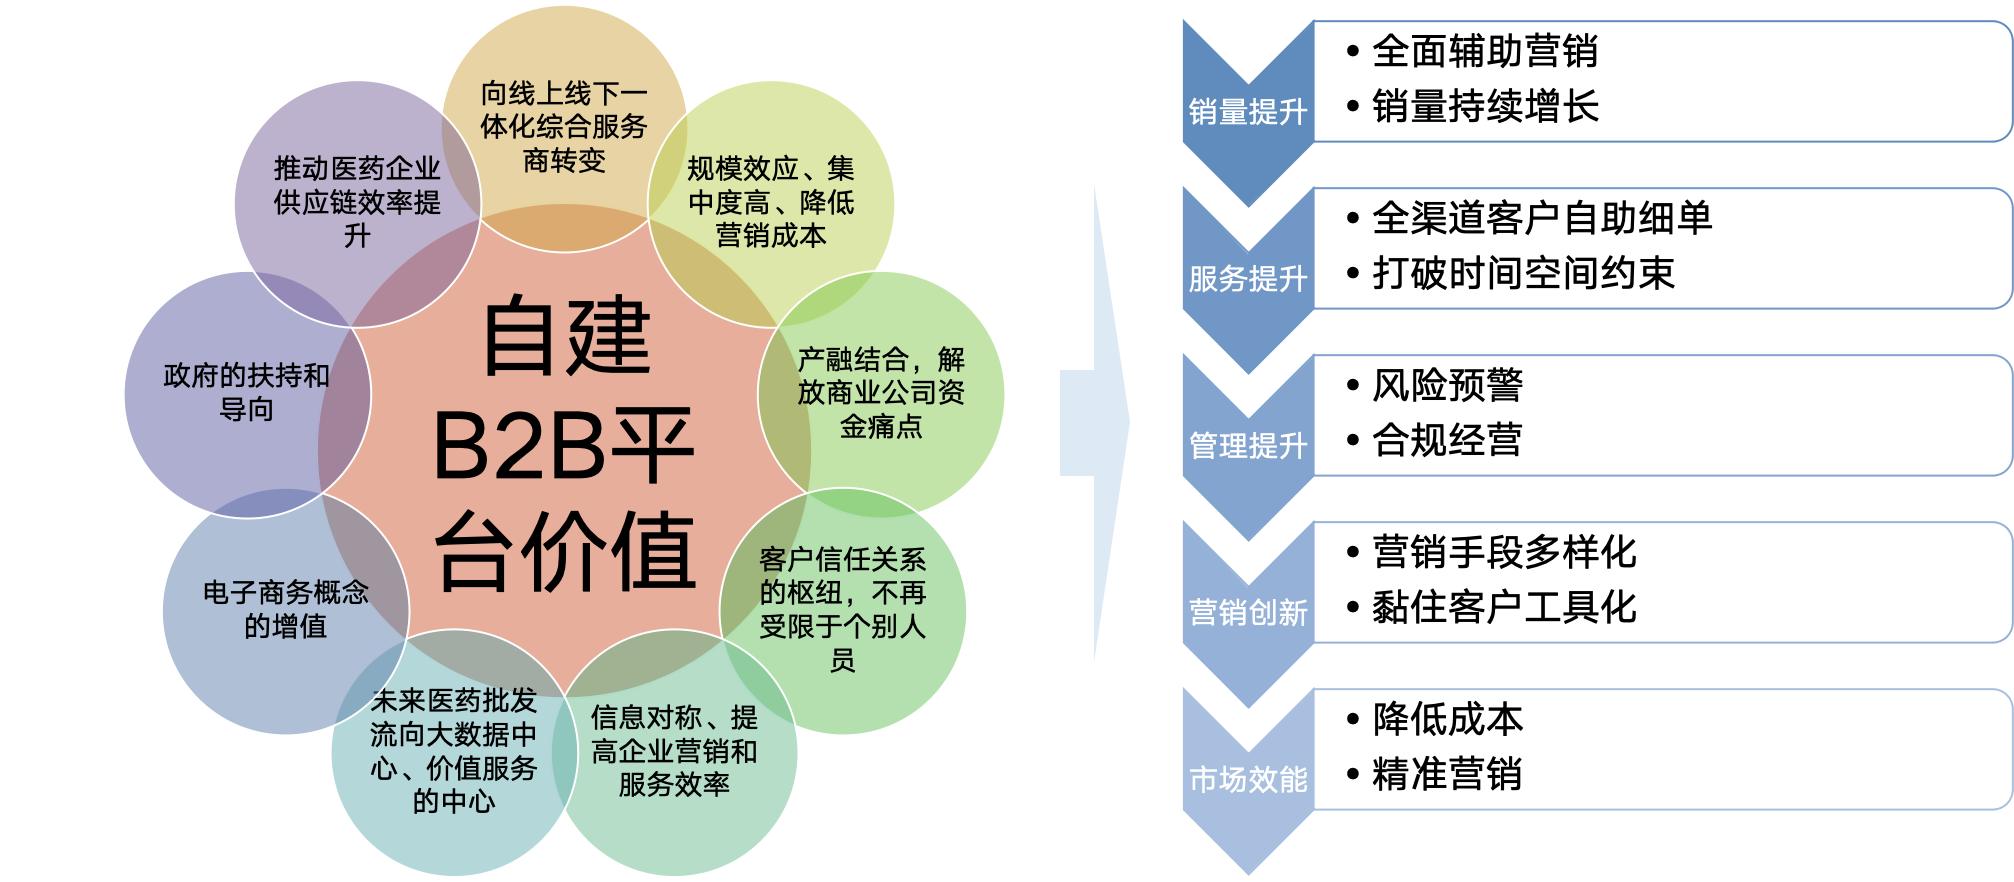 向线上线下一
体化综合服务
商转变
规模效应、集
中度高、降低
营销成本
产融结合，解
放商业公司资
金痛点
客户信任关系
的枢纽，不再
受限于个别人
员
信息对称、提
高企业营销和
服务效率
未来医药批发
流向大数据中
心、价值服务
的中心
电子商务概念
的增值
政府的扶持和
导向
推动医药企业
供应链效率提
升
自建
B2B平
台价值
销量提升
• 全面辅助营销
• 销量持续增长
服务提升
• 全渠道客户自助细单
• 打破时间空间约束
管理提升
• 风险预警
• 合规经营
营销创新
• 营销手段多样化
• 黏住客户工具化
市场效能
• 降低成本
• 精准营销